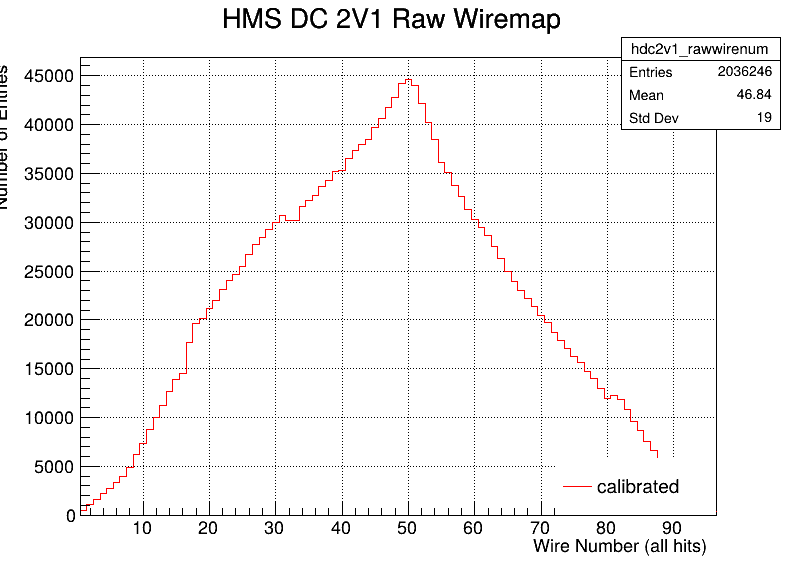 HMS DC 2V1 Raw Wiremap
hdc2v1_rawwirenum
Entries 2036246
Mean 46.84
Std Dev 19
Number of Entries
45000
40000
35000
30000
25000
20000
15000
10000
5000
0
calibrated
10 20 30 40 50 60 70 80 90
Wire Number (all hits)